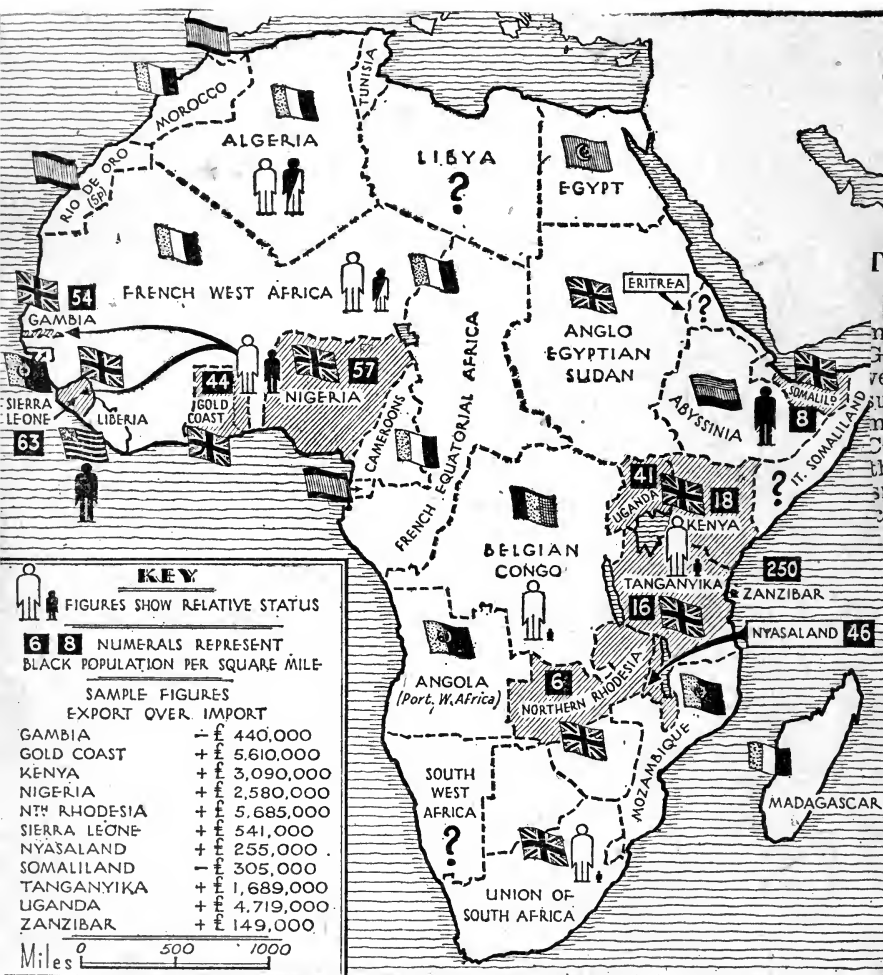 MOROCCO
TUNISIA
ALGERIA
LIBYA
?
EGYPT
RIO DE ORO
(SP)
FRENCH WEST AFRICA
54
GAMBIA
ERITREA
?
ANGLO
EGYPTIAN
SUDAN
44
GOLD
COAST
57
NIGERIA
SIERRA
LEONE
63
LIBERIA
CAMEROONS
FRENCH EQUATORIAL AFRICA
ABYSSINIA
SOMALILD
8
?
IT. SOMALILAND
41
UGANDA
18
KENYA
BELGIAN
CONGO
TANGANYIKA
250
ZANZIBAR
16
NYASALAND 46
ANGOLA
(Port. W. Africa)
6
NORTHERN RHODESIA
MOZAMBIQUE
MADAGASCAR
SOUTH
WEST
AFRICA
?
UNION OF
SOUTH AFRICA
KEY
FIGURES SHOW RELATIVE STATUS
6 8 NUMERALS REPRESENT
BLACK POPULATION PER SQUARE MILE
SAMPLE FIGURES
EXPORT OVER IMPORT
GAMBIA - £ 440,000
GOLD COAST + £ 5,610,000
KENYA + £ 3,090,000
NIGERIA + £ 2,580,000
NTH RHODESIA + £ 5,685,000
SIERRA LEONE + £ 541,000
NYASALAND + £ 255,000
SOMALILAND - £ 305,000
TANGANYIKA + £ 1,689,000
UGANDA + £ 4,719,000
ZANZIBAR + £ 149,000
Miles 0 500 1000